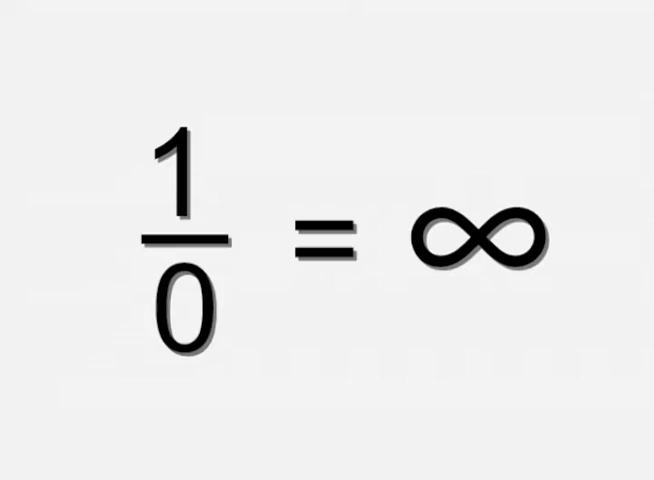 1/0 = ∞